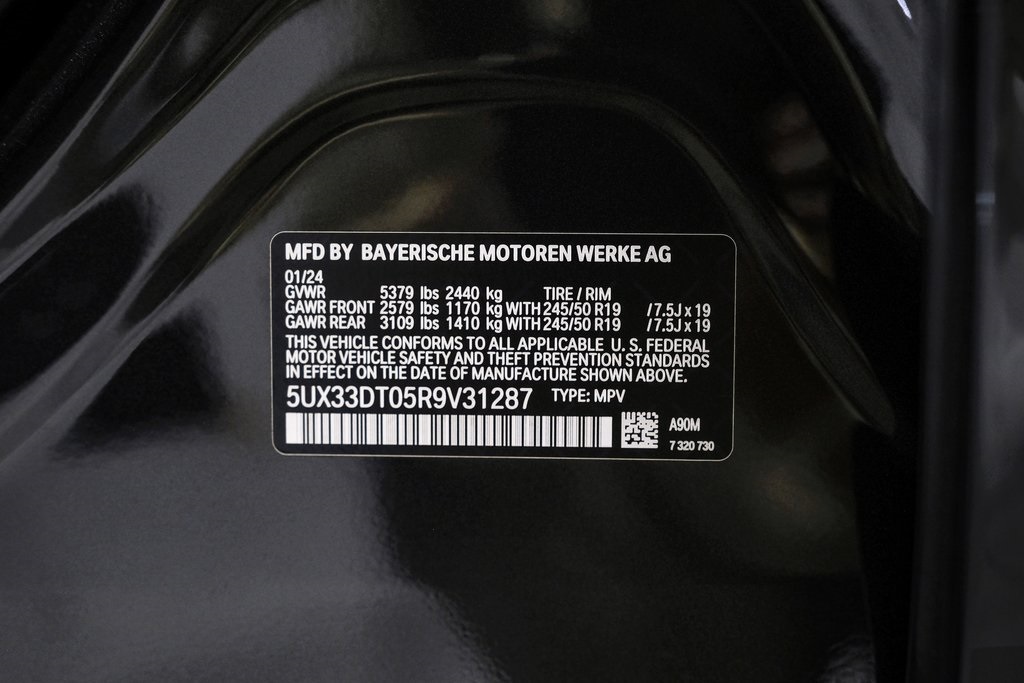 MFD BY BAYERISCHE MOTOREN WERKE AG
01/24
GVWR 5379 lbs 2440 kg TIRE / RIM
GAWR FRONT 2579 lbs 1170 kg WITH 245/50 R19 / 7.5J x 19
GAWR REAR 3109 lbs 1410 kg WITH 245/50 R19 / 7.5J x 19
THIS VEHICLE CONFORMS TO ALL APPLICABLE U. S. FEDERAL
MOTOR VEHICLE SAFETY AND THEFT PREVENTION STANDARDS
IN EFFECT ON THE DATE OF MANUFACTURE SHOWN ABOVE.
5UX33DT05R9V31287 TYPE: MPV
A90M
7 320 730